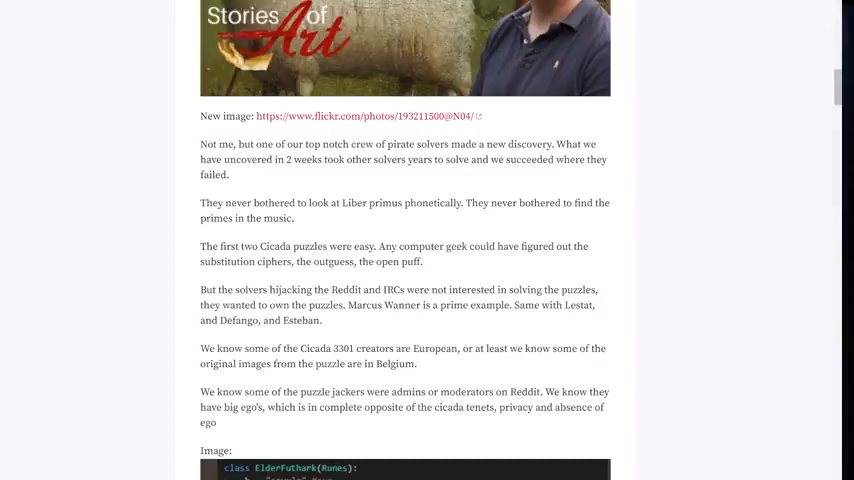 Stories of
Art
New image: https://www.flickr.com/photos/193211500@N04/
Not me, but one of our top notch crew of pirate solvers made a new discovery. What we
have uncovered in 2 weeks took other solvers years to solve and we succeeded where they
failed.
They never bothered to look at Liber primus phonetically. They never bothered to find the
primes in the music.
The first two Cicada puzzles were easy. Any computer geek could have figured out the
substitution ciphers, the outguess, the open puff.
But the solvers hijacking the Reddit and IRCs were not interested in solving the puzzles,
they wanted to own the puzzles. Marcus Wanner is a prime example. Same with Lestat,
and Defango, and Esteban.
We know some of the Cicada 3301 creators are European, or at least we know some of the
original images from the puzzle are in Belgium.
We know some of the puzzle jackers were admins or moderators on Reddit. We know they
have big ego's, which is in complete opposite of the cicada tenets, privacy and absence of
ego
Image:
class ElderFuthark(Runes):